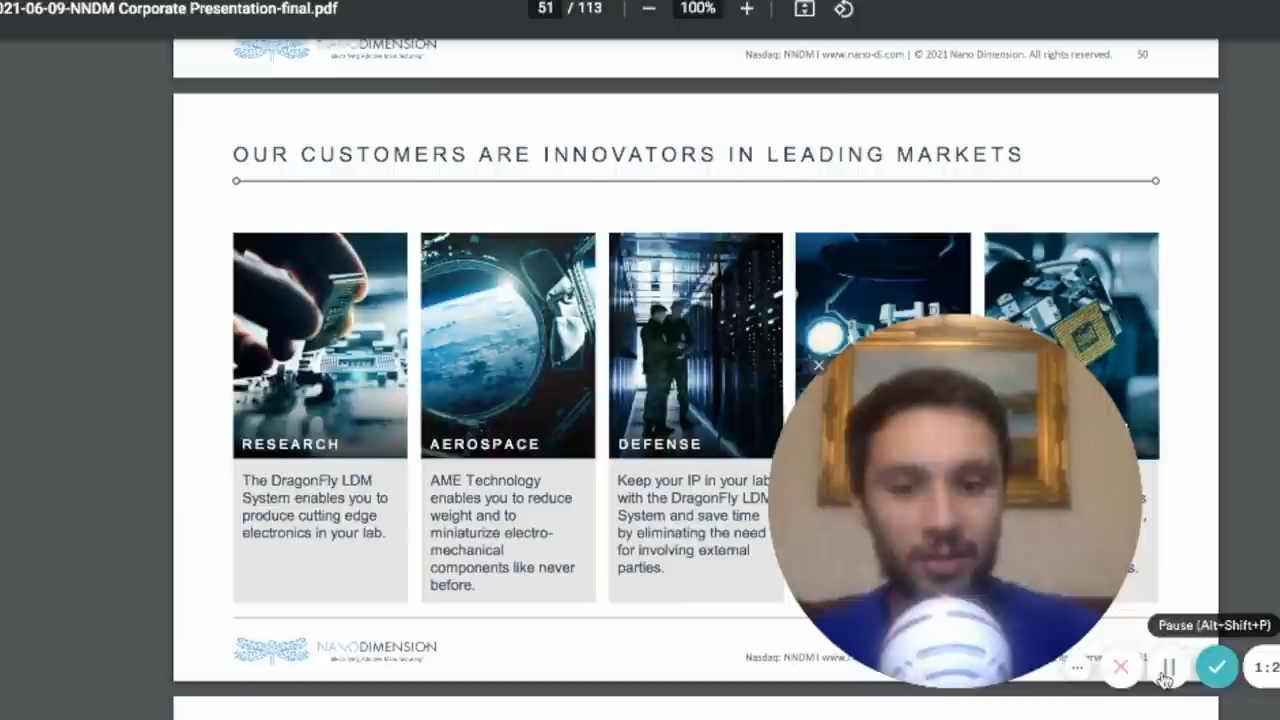 021-06-09-NNDM Corporate Presentation-final.pdf
51 / 113
100%
NANODIMENSION
Nasdaq: NNDM I www.nano-di.com | © 2021 Nano Dimension. All rights reserved. 50
OUR CUSTOMERS ARE INNOVATORS IN LEADING MARKETS
RESEARCH
The DragonFly LDM
System enables you to
produce cutting edge
electronics in your lab.
AEROSPACE
AME Technology
enables you to reduce
weight and to
miniaturize electro-
mechanical
components like never
before.
DEFENSE
Keep your IP in your lab
with the DragonFly LDM
System and save time
by eliminating the need
for involving external
parties.
NANODIMENSION
Nasdaq: NNDM I www.
Pause (Alt+Shift+P)
1:2